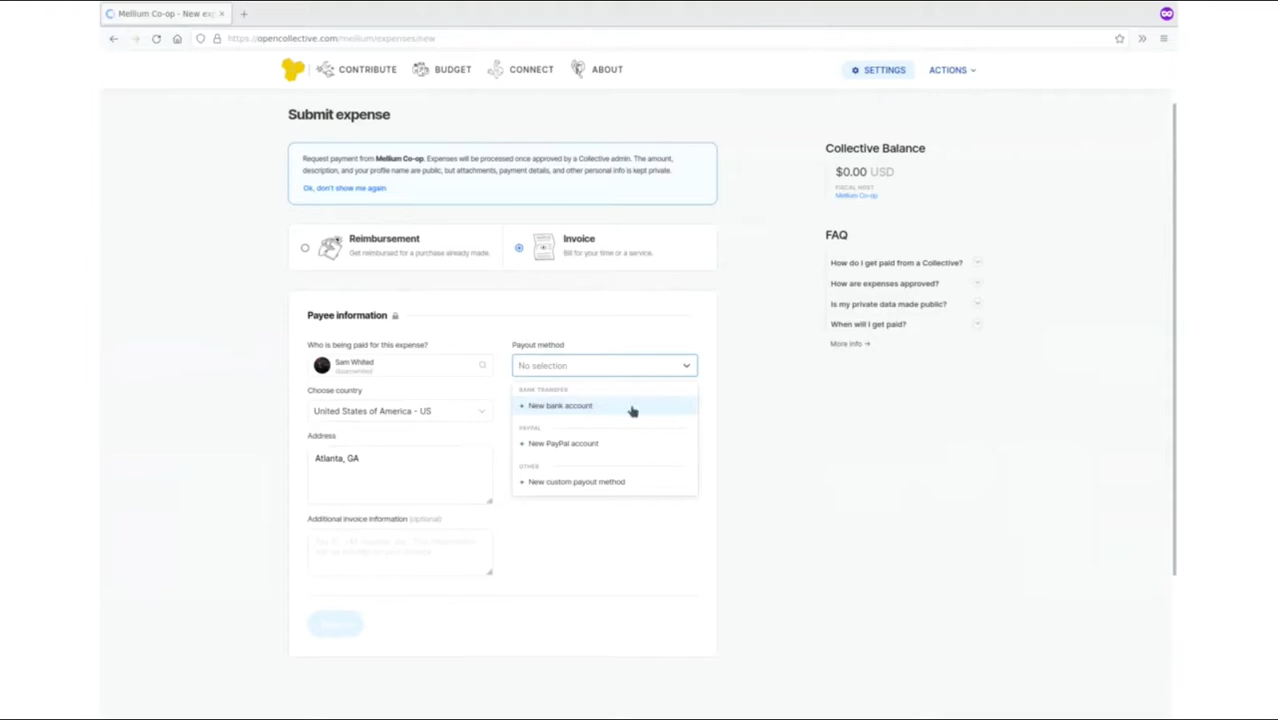 Mellium Co-op - New exp
https://opencollective.com/mellium/expenses/new
CONTRIBUTE
BUDGET
CONNECT
ABOUT
SETTINGS
ACTIONS
Submit expense
Request payment from Mellium Co-op. Expenses will be processed once approved by a Collective admin. The amount,
description, and your profile name are public, but attachments, payment details, and other personal info is kept private.
Ok, don't show me again
Reimbursement
Get reimbursed for a purchase already made.
Invoice
Bill for your time or a service.
Payee information
Who is being paid for this expense?
Sam Whited
@samwhited
Choose country
United States of America - US
Address
Atlanta, GA
Additional invoice information (optional)
Payout method
No selection
BANK TRANSFER
+ New bank account
PAYPAL
+ New PayPal account
OTHER
+ New custom payout method
Collective Balance
$0.00 USD
FISCAL HOST
Mellium Co-op
FAQ
How do I get paid from a Collective?
How are expenses approved?
Is my private data made public?
When will I get paid?
More info →